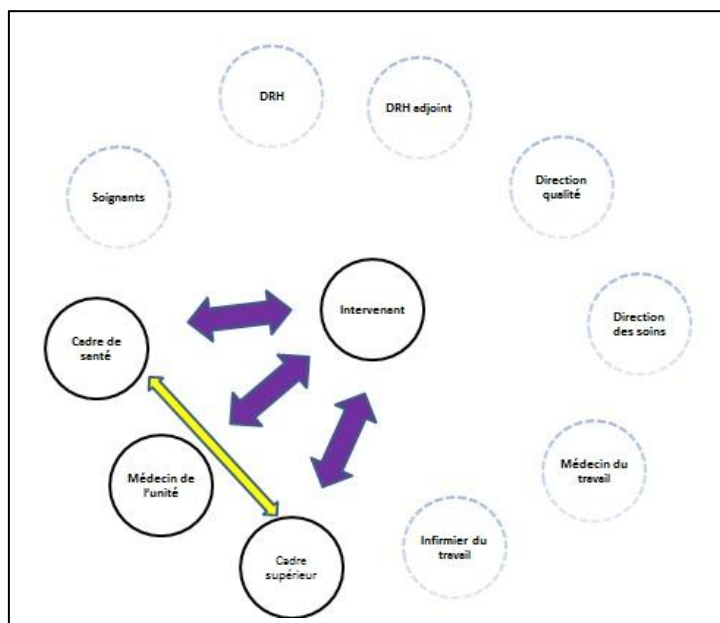 DRH
DRH adjoint
Soignants
Direction
qualité
Intervenant
Direction
des soins
Cadre de
santé
Médecin de
l'unité
Médecin du
travail
Infirmier du
travail
Cadre
supérieur